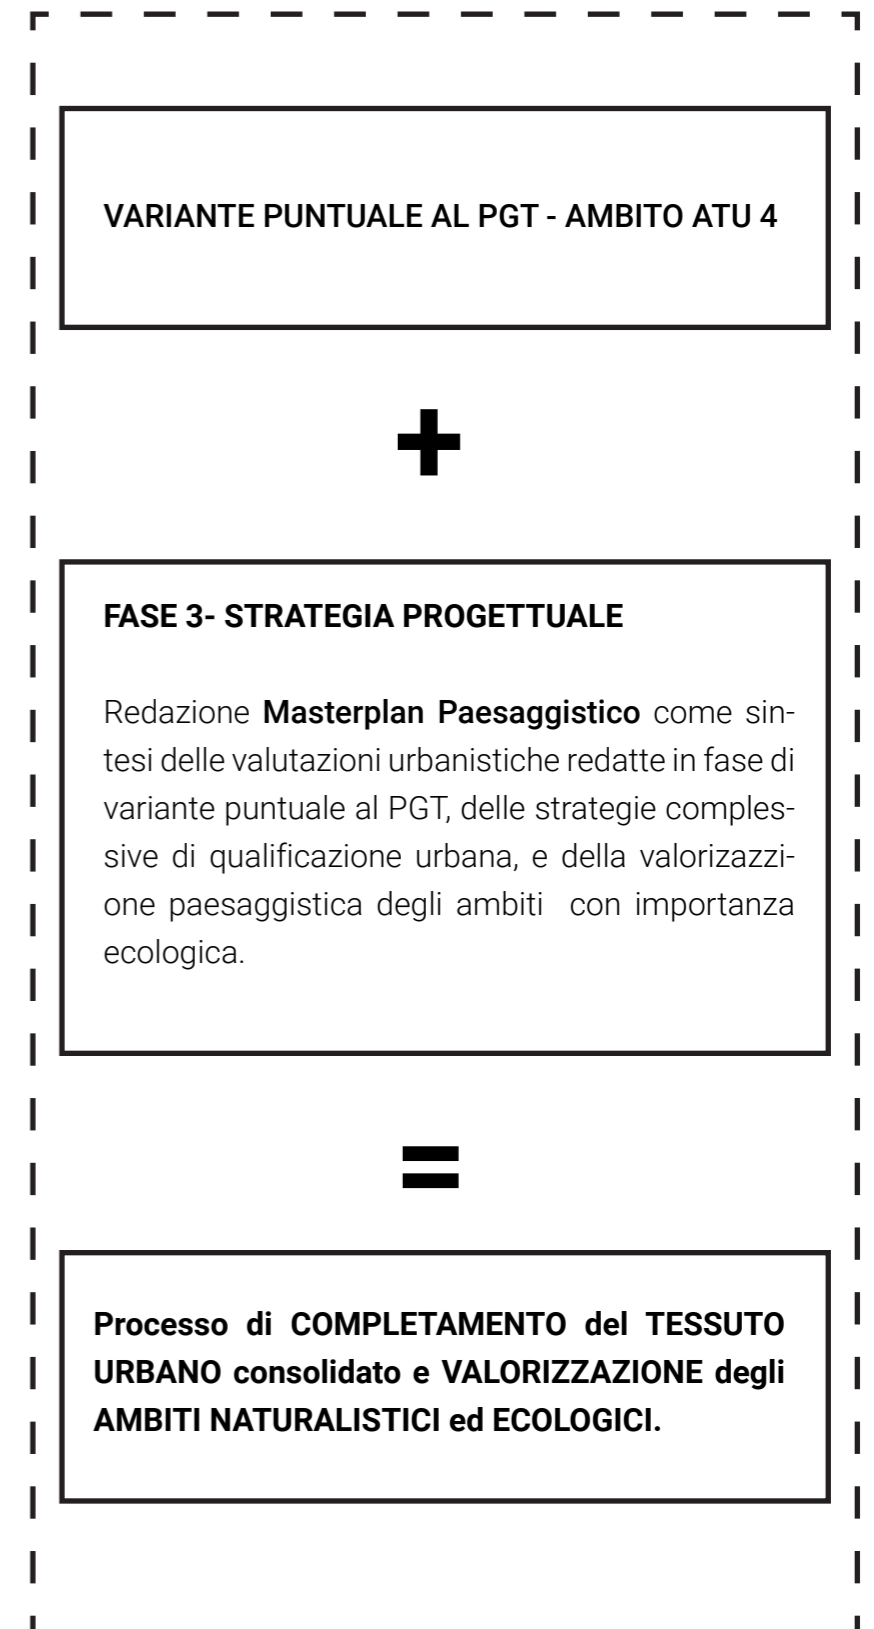 VARIANTE PUNTUALE AL PGT - AMBITO ATU 4
+
FASE 3- STRATEGIA PROGETTUALE
Redazione Masterplan Paesaggistico come sin-
tesi delle valutazioni urbanistiche redatte in fase di
variante puntuale al PGT, delle strategie comples-
sive di qualificazione urbana, e della valorizazzi-
one paesaggistica degli ambiti  con importanza
ecologica.
=
Processo di COMPLETAMENTO del TESSUTO
URBANO consolidato e VALORIZZAZIONE degli
AMBITI NATURALISTICI ed ECOLOGICI.